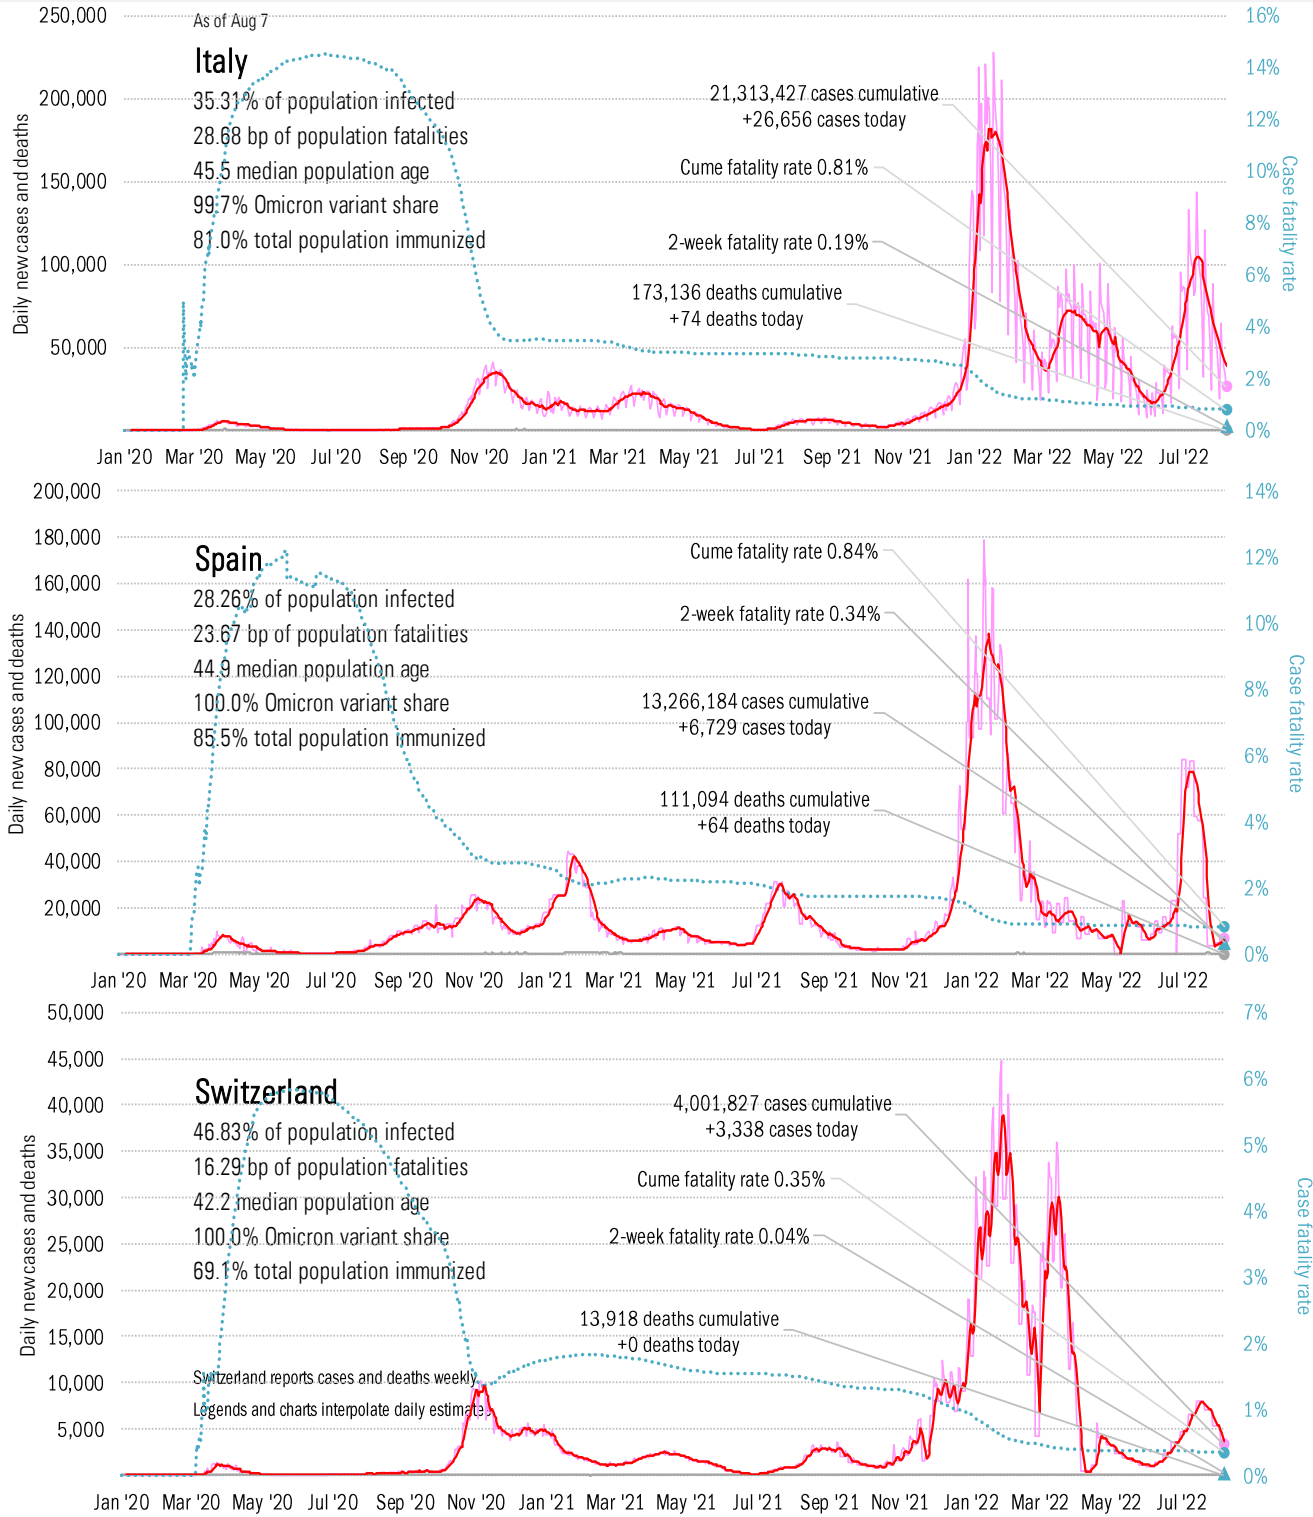 As of Aug 7
Italy
35.31% of population infected
28.68 bp of population fatalities
45.5 median population age
99.7% Omicron variant share
81.0% total population immunized
21,313,427 cases cumulative
+26,656 cases today
Cume fatality rate 0.81%
2-week fatality rate 0.19%
173,136 deaths cumulative
+74 deaths today
Daily new cases and deaths
250,000
200,000
150,000
100,000
50,000
Case fatality rate
16%
14%
12%
10%
8%
6%
4%
2%
0%
Jan '20 Mar '20 May '20 Jul '20 Sep '20 Nov '20 Jan '21 Mar '21 May '21 Jul '21 Sep '21 Nov '21 Jan '22 Mar '22 May '22 Jul '22
Spain
28.26% of population infected
23.67 bp of population fatalities
44.9 median population age
100.0% Omicron variant share
85.5% total population immunized
Cume fatality rate 0.84%
2-week fatality rate 0.34%
13,266,184 cases cumulative
+6,729 cases today
111,094 deaths cumulative
+64 deaths today
Daily new cases and deaths
200,000
180,000
160,000
140,000
120,000
100,000
80,000
60,000
40,000
20,000
Case fatality rate
14%
12%
10%
8%
6%
4%
2%
0%
Jan '20 Mar '20 May '20 Jul '20 Sep '20 Nov '20 Jan '21 Mar '21 May '21 Jul '21 Sep '21 Nov '21 Jan '22 Mar '22 May '22 Jul '22
Switzerland
46.83% of population infected
16.29 bp of population fatalities
42.2 median population age
100.0% Omicron variant share
69.1% total population immunized
Switzerland reports cases and deaths weekly.
Legends and charts interpolate daily estimates.
4,001,827 cases cumulative
+3,338 cases today
Cume fatality rate 0.35%
2-week fatality rate 0.04%
13,918 deaths cumulative
+0 deaths today
Daily new cases and deaths
50,000
45,000
40,000
35,000
30,000
25,000
20,000
15,000
10,000
5,000
Case fatality rate
7%
6%
5%
4%
3%
2%
1%
0%
Jan '20 Mar '20 May '20 Jul '20 Sep '20 Nov '20 Jan '21 Mar '21 May '21 Jul '21 Sep '21 Nov '21 Jan '22 Mar '22 May '22 Jul '22